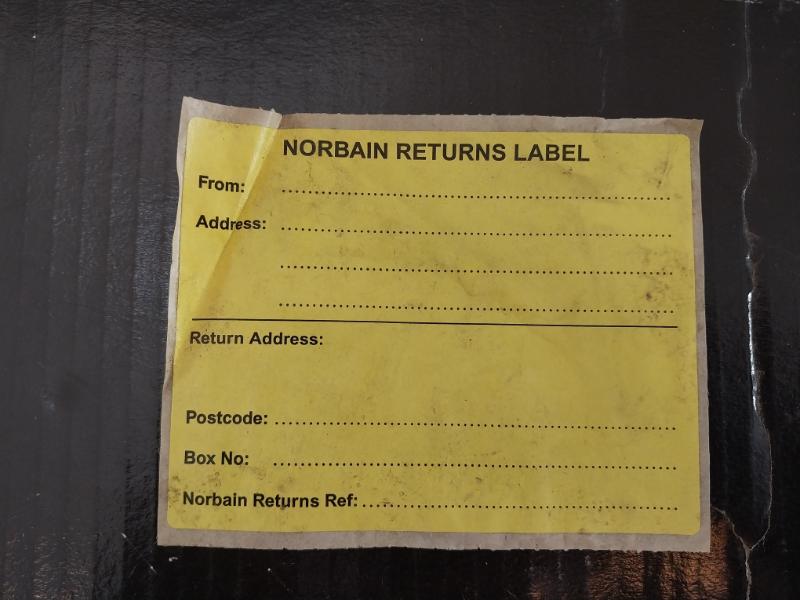 NORBAIN RETURNS LABEL
From: ..........................................................
Address: ..........................................................
..........................................................
..........................................................
Return Address:
Postcode: ..........................................................
Box No: ..........................................................
Norbain Returns Ref: ..............................................